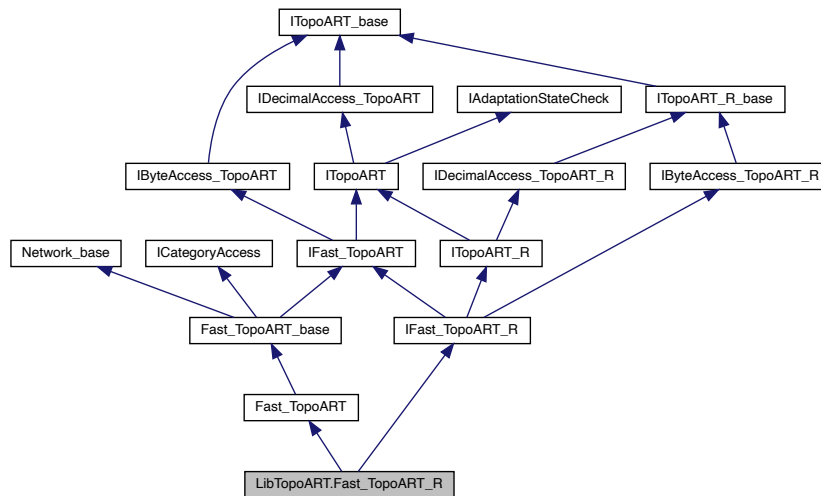 ITopoART_base
IDecimalAccess_TopoART
IAdaptationStateCheck
ITopoART_R_base
IByteAccess_TopoART
ITopoART
IDecimalAccess_TopoART_R
IByteAccess_TopoART_R
Network_base
ICategoryAccess
IFast_TopoART
ITopoART_R
Fast_TopoART_base
IFast_TopoART_R
Fast_TopoART
LibTopoART.Fast_TopoART_R